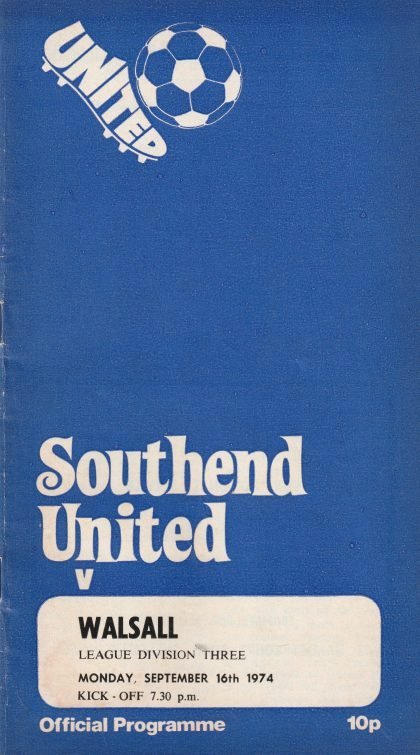 UNITED
Southend
United
v
WALSALL
LEAGUE DIVISION THREE
MONDAY, SEPTEMBER 16th 1974
KICK - OFF 7.30 p.m.
Official Programme 10p